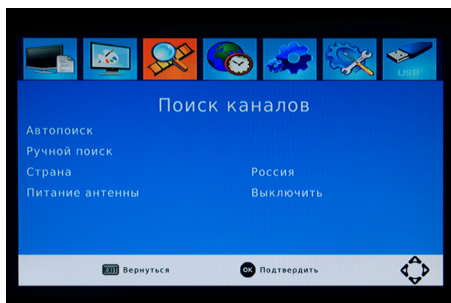 USB
Поиск каналов
Автопоиск
Ручной поиск
Страна Россия
Питание антенны Выключить
EXIT Вернуться OK Подтвердить